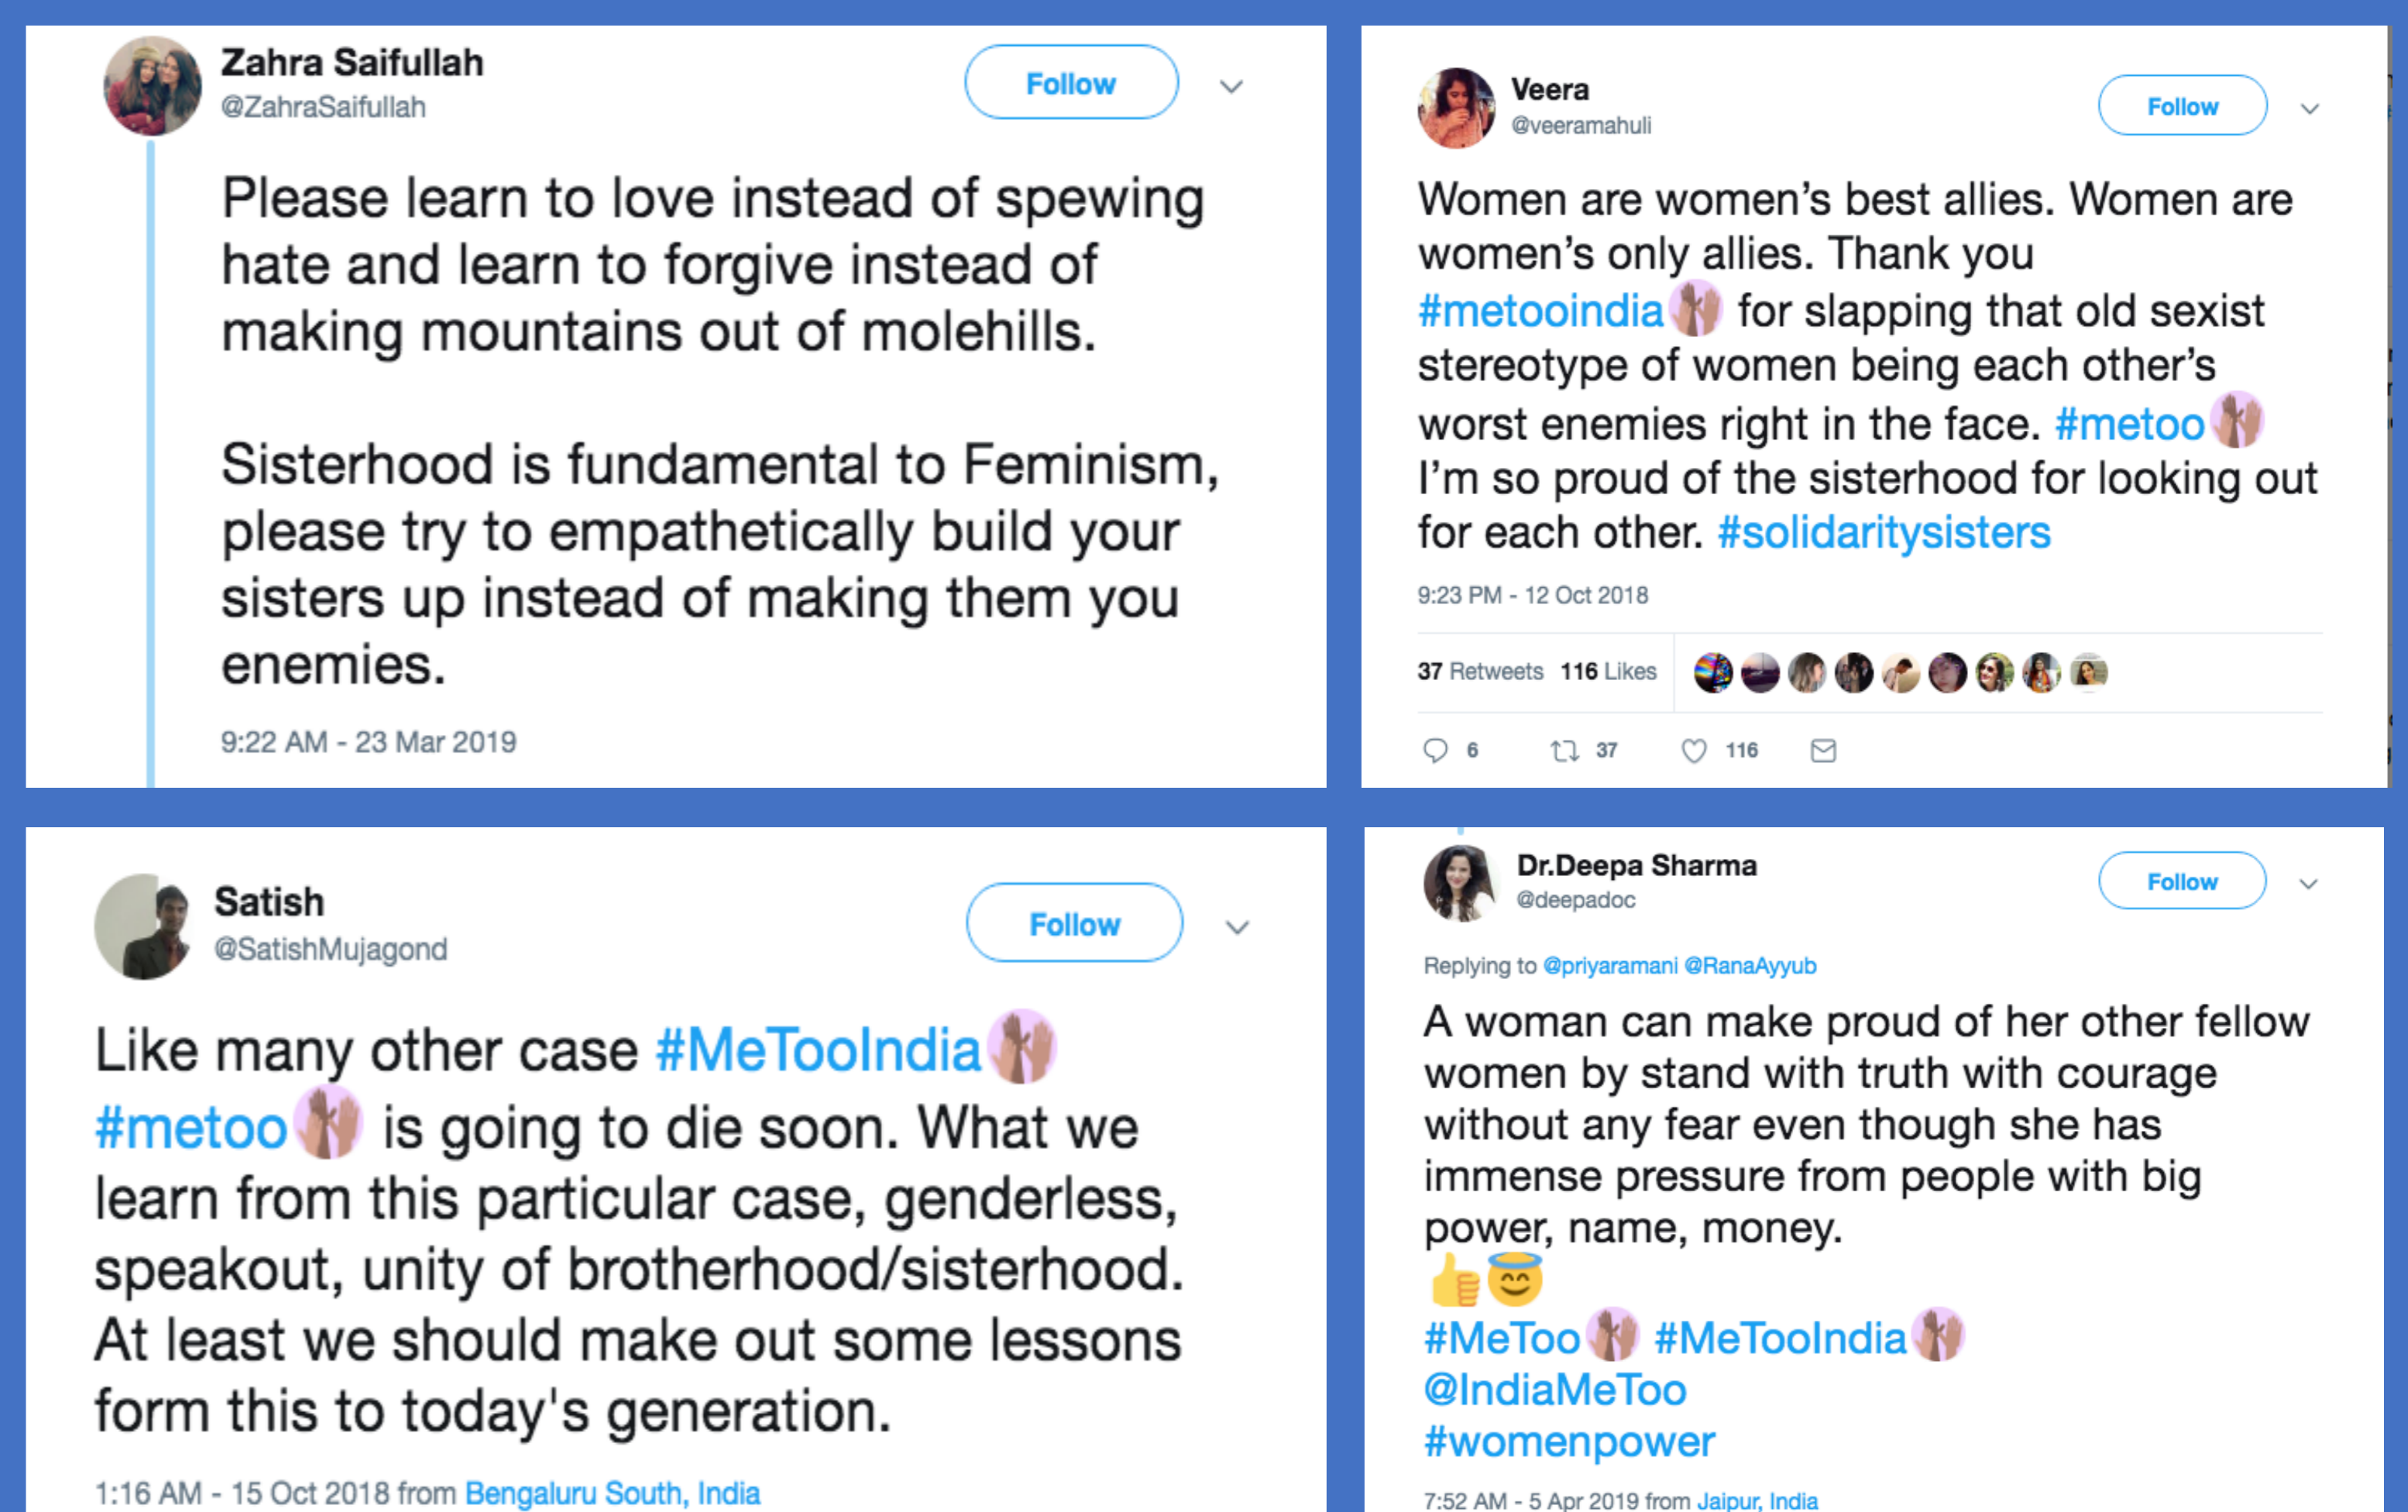 Zahra Saifullah
@ZahraSaifullah
Follow
Please learn to love instead of spewing
hate and learn to forgive instead of
making mountains out of molehills.
Sisterhood is fundamental to Feminism,
please try to empathetically build your
sisters up instead of making them you
enemies.
9:22 AM - 23 Mar 2019
Veera
@veeramahuli
Follow
Women are women's best allies. Women are
women's only allies. Thank you
#metooindia for slapping that old sexist
stereotype of women being each other's
worst enemies right in the face. #metoo
I'm so proud of the sisterhood for looking out
for each other. #solidaritysisters
9:23 PM - 12 Oct 2018
37 Retweets 116 Likes
6 37 116
Satish
@SatishMujagond
Follow
Like many other case #MeTooIndia
#metoo is going to die soon. What we
learn from this particular case, genderless,
speakout, unity of brotherhood/sisterhood.
At least we should make out some lessons
form this to today's generation.
1:16 AM - 15 Oct 2018 from Bengaluru South, India
Dr.Deepa Sharma
@deepadoc
Follow
Replying to @priyaramani @RanaAyyub
A woman can make proud of her other fellow
women by stand with truth with courage
without any fear even though she has
immense pressure from people with big
power, name, money.
👍😇
#MeToo #MeTooIndia
@IndiaMeToo
#womenpower
7:52 AM - 5 Apr 2019 from Jaipur, India